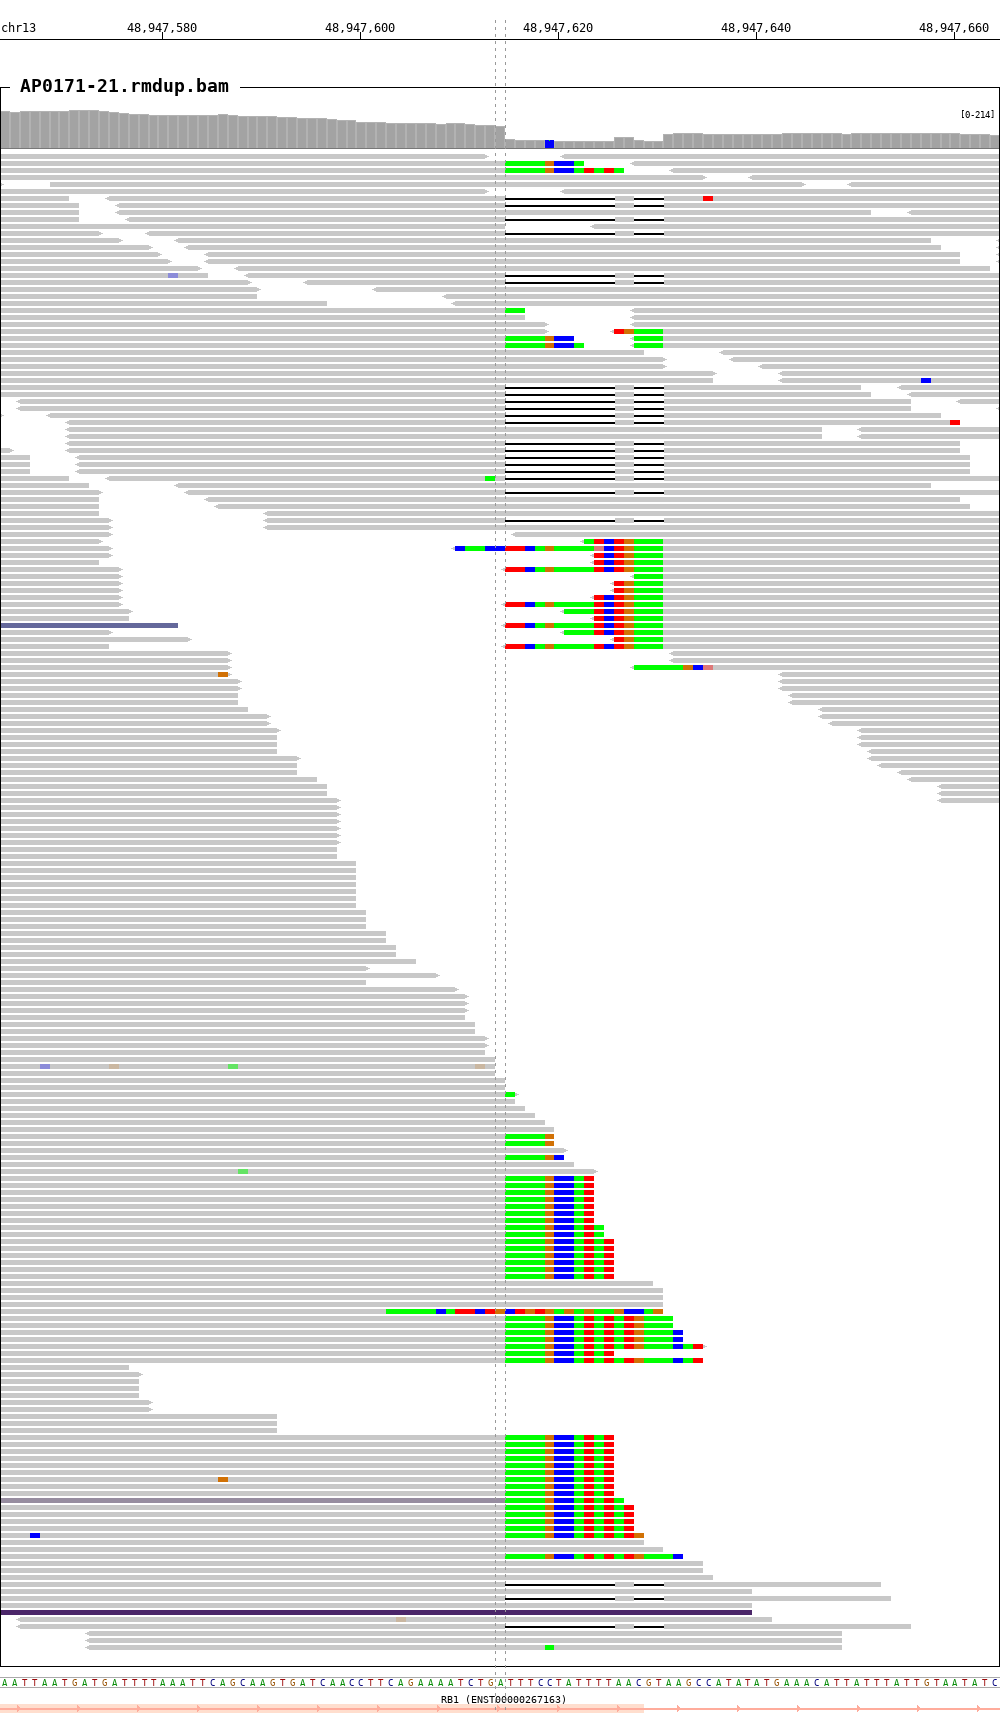 chr13 48,947,580 48,947,600 48,947,620 48,947,640 48,947,660
AP0171-21.rmdup.bam
[0-214]
AATTAATGATGATTTTAAATTCAGCAAGTGATCAACCTTCAGAAAATCTGATTTCCTATTTTAACGTAAGCCATATATGAAACATTATTTATTGTAATATC
RB1 (ENST00000267163)